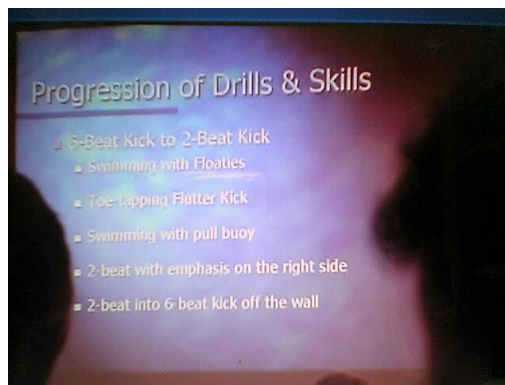 Progression of Drills & Skills
6-Beat Kick to 2-Beat Kick
Swimming with Floaties
Toe-tapping Flutter Kick
Swimming with pull buoy
2-beat with emphasis on the right side
2-beat into 6-beat kick off the wall